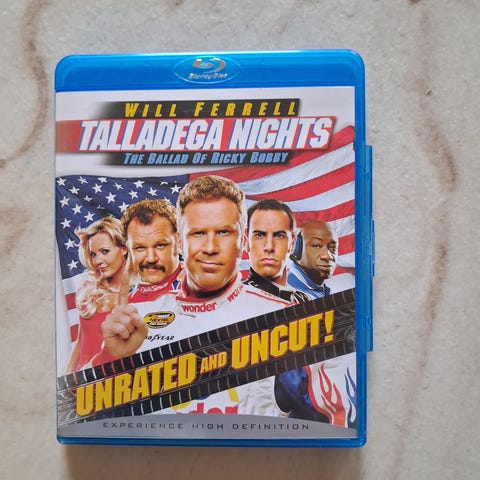 Blu-ray Disc
WILL FERRELL
TALLADEGA NIGHTS
THE BALLAD OF RICKY BOBBY
wonder
GOODYEAR
UNRATED AND UNCUT!
EXPERIENCE HIGH DEFINITION